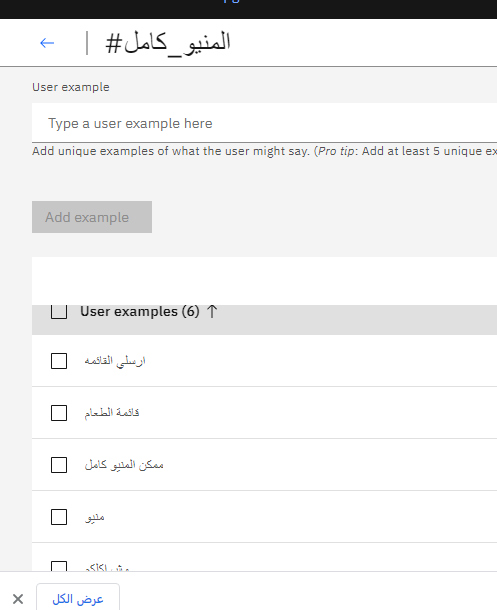 #المنيو_كامل
User example
Type a user example here
Add unique examples of what the user might say. (Pro tip: Add at least 5 unique ex
Add example
User examples (6) ↑
ارسلي القائمه
قائمة الطعام
ممكن المنيو كامل
منيو
وش اكلكم
عرض الكل